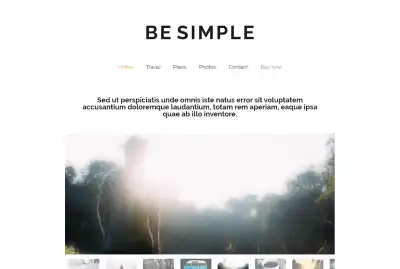 BE SIMPLE
Home Travel Press Photos Contact Buy now
Sed ut perspiciatis unde omnis iste natus error sit voluptatem
accusantium doloremque laudantium, totam rem aperiam, eaque ipsa
quae ab illo inventore.